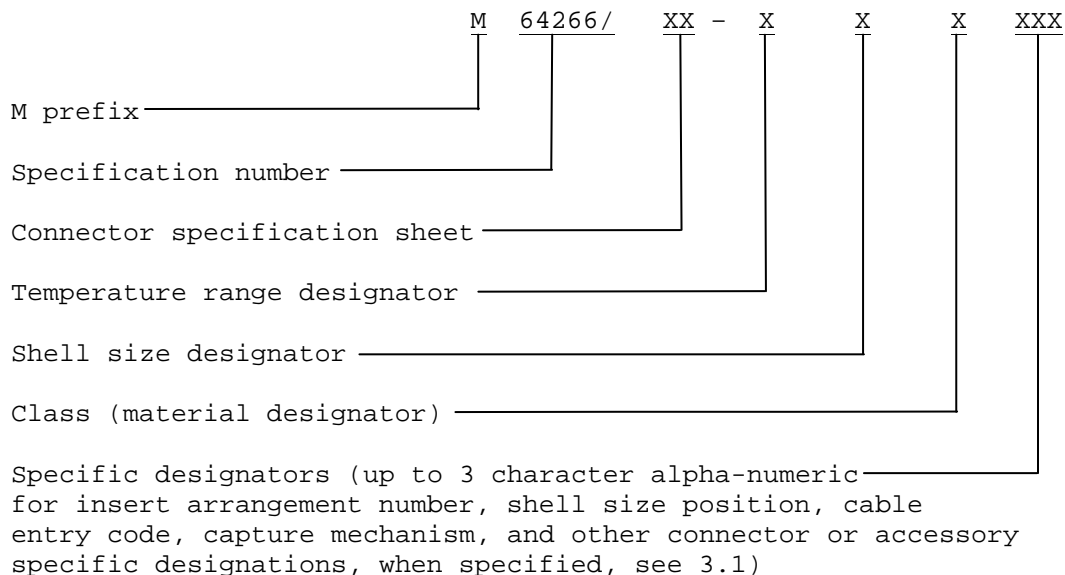 M 64266/ XX – X X X XXX
M prefix
Specification number
Connector specification sheet
Temperature range designator
Shell size designator
Class (material designator)
Specific designators (up to 3 character alpha-numeric
for insert arrangement number, shell size position, cable
entry code, capture mechanism, and other connector or accessory
specific designations, when specified, see 3.1)